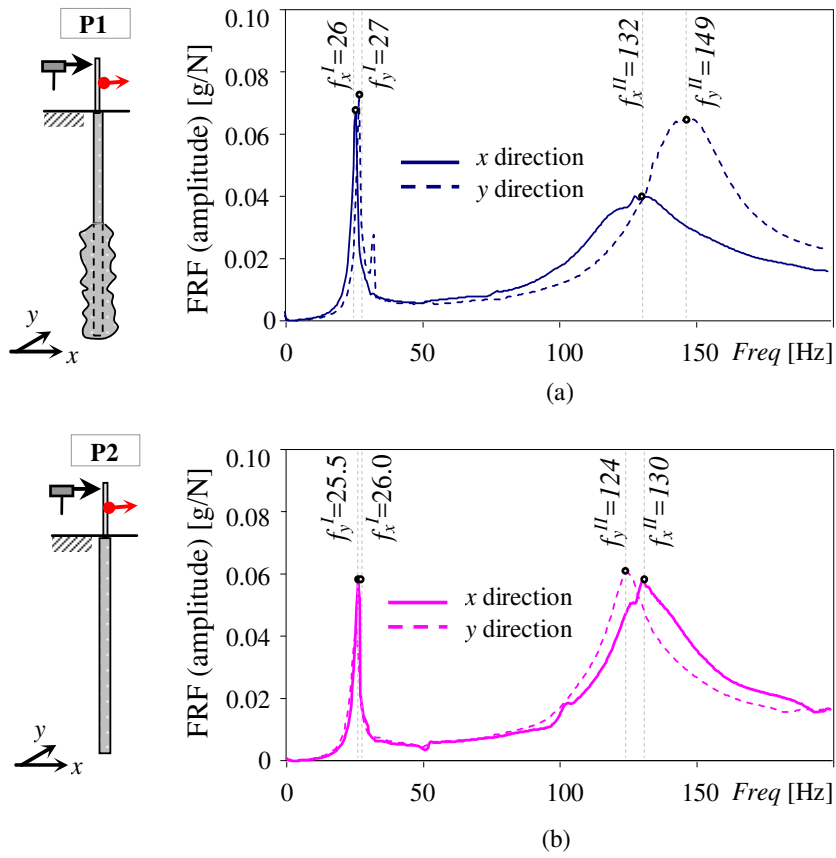 P1
0.10
0.08
0.06
0.04
0.02
0
FRF (amplitude) [g/N]
f_x^I=26
f_y^I=27
f_x^II=132
f_y^II=149
x direction
y direction
y
x
0
50
100
150
Freq [Hz]
(a)
P2
0.10
0.08
0.06
0.04
0.02
0
FRF (amplitude) [g/N]
f_y^I=25.5
f_x^I=26.0
f_y^II=124
f_x^II=130
x direction
y direction
y
x
0
50
100
150
Freq [Hz]
(b)